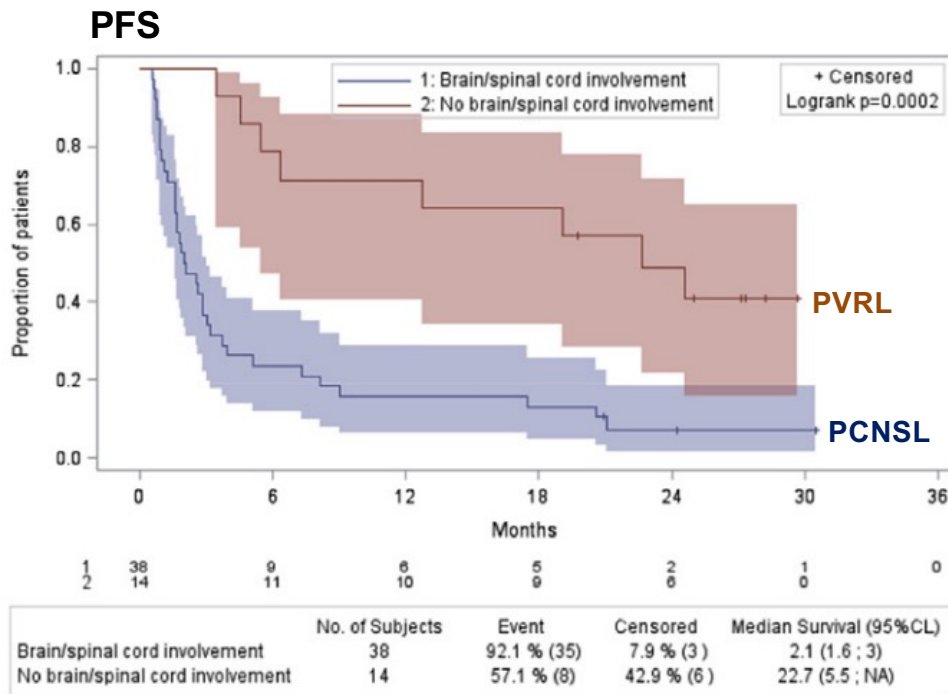 PFS
1: Brain/spinal cord involvement
2: No brain/spinal cord involvement
+ Censored
Logrank p=0.0002
1.0
0.8
0.6
0.4
0.2
0.0
Proportion of patients
PVRL
PCNSL
0 6 12 18 24 30 36
Months
1 38 9 6 5 2 1 0
2 14 11 10 9 6 0
No. of Subjects Event Censored Median Survival (95%CL)
Brain/spinal cord involvement 38 92.1 % (35) 7.9 % (3 ) 2.1 (1.6 ; 3)
No brain/spinal cord involvement 14 57.1 % (8) 42.9 % (6 ) 22.7 (5.5 ; NA)